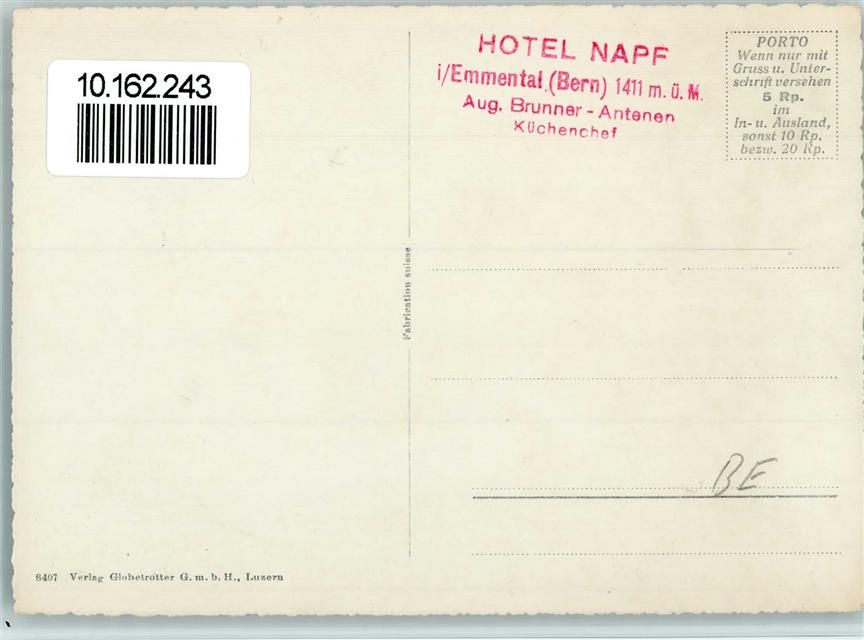 10.162.243
HOTEL NAPF
i/Emmental (Bern) 1411 m. ü. M.
Aug. Brunner - Antenen
Küchenchef
PORTO
Wenn nur mit
Gruss u. Unter-
schrift versehen
5 Rp.
im
In- u. Ausland,
sonst 10 Rp.
bezw. 20 Rp.
Fabrication suisse
BE
8407 Verlag Globetrotter G. m. b. H., Luzern